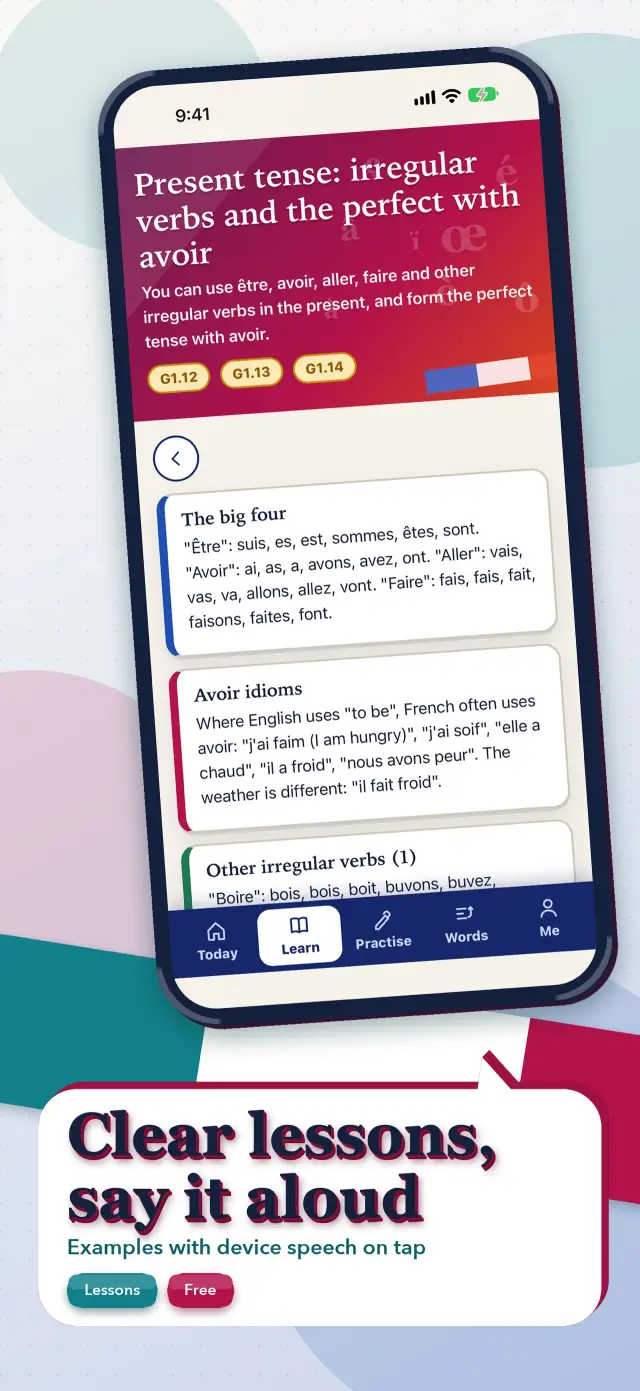 9:41
Present tense: irregular
verbs and the perfect with
avoir
You can use être, avoir, aller, faire and other
irregular verbs in the present, and form the perfect
tense with avoir.
G1.12 G1.13 G1.14
The big four
"Être": suis, es, est, sommes, êtes, sont.
"Avoir": ai, as, a, avons, avez, ont. "Aller": vais,
vas, va, allons, allez, vont. "Faire": fais, fais, fait,
faisons, faites, font.
Avoir idioms
Where English uses "to be", French often uses
avoir: "j'ai faim (I am hungry)", "j'ai soif", "elle a
chaud", "il a froid", "nous avons peur". The
weather is different: "il fait froid".
Other irregular verbs (1)
"Boire": bois, bois, boit, buvons, buvez,
Today Learn Practise Words Me
Clear lessons,
say it aloud
Examples with device speech on tap
Lessons Free